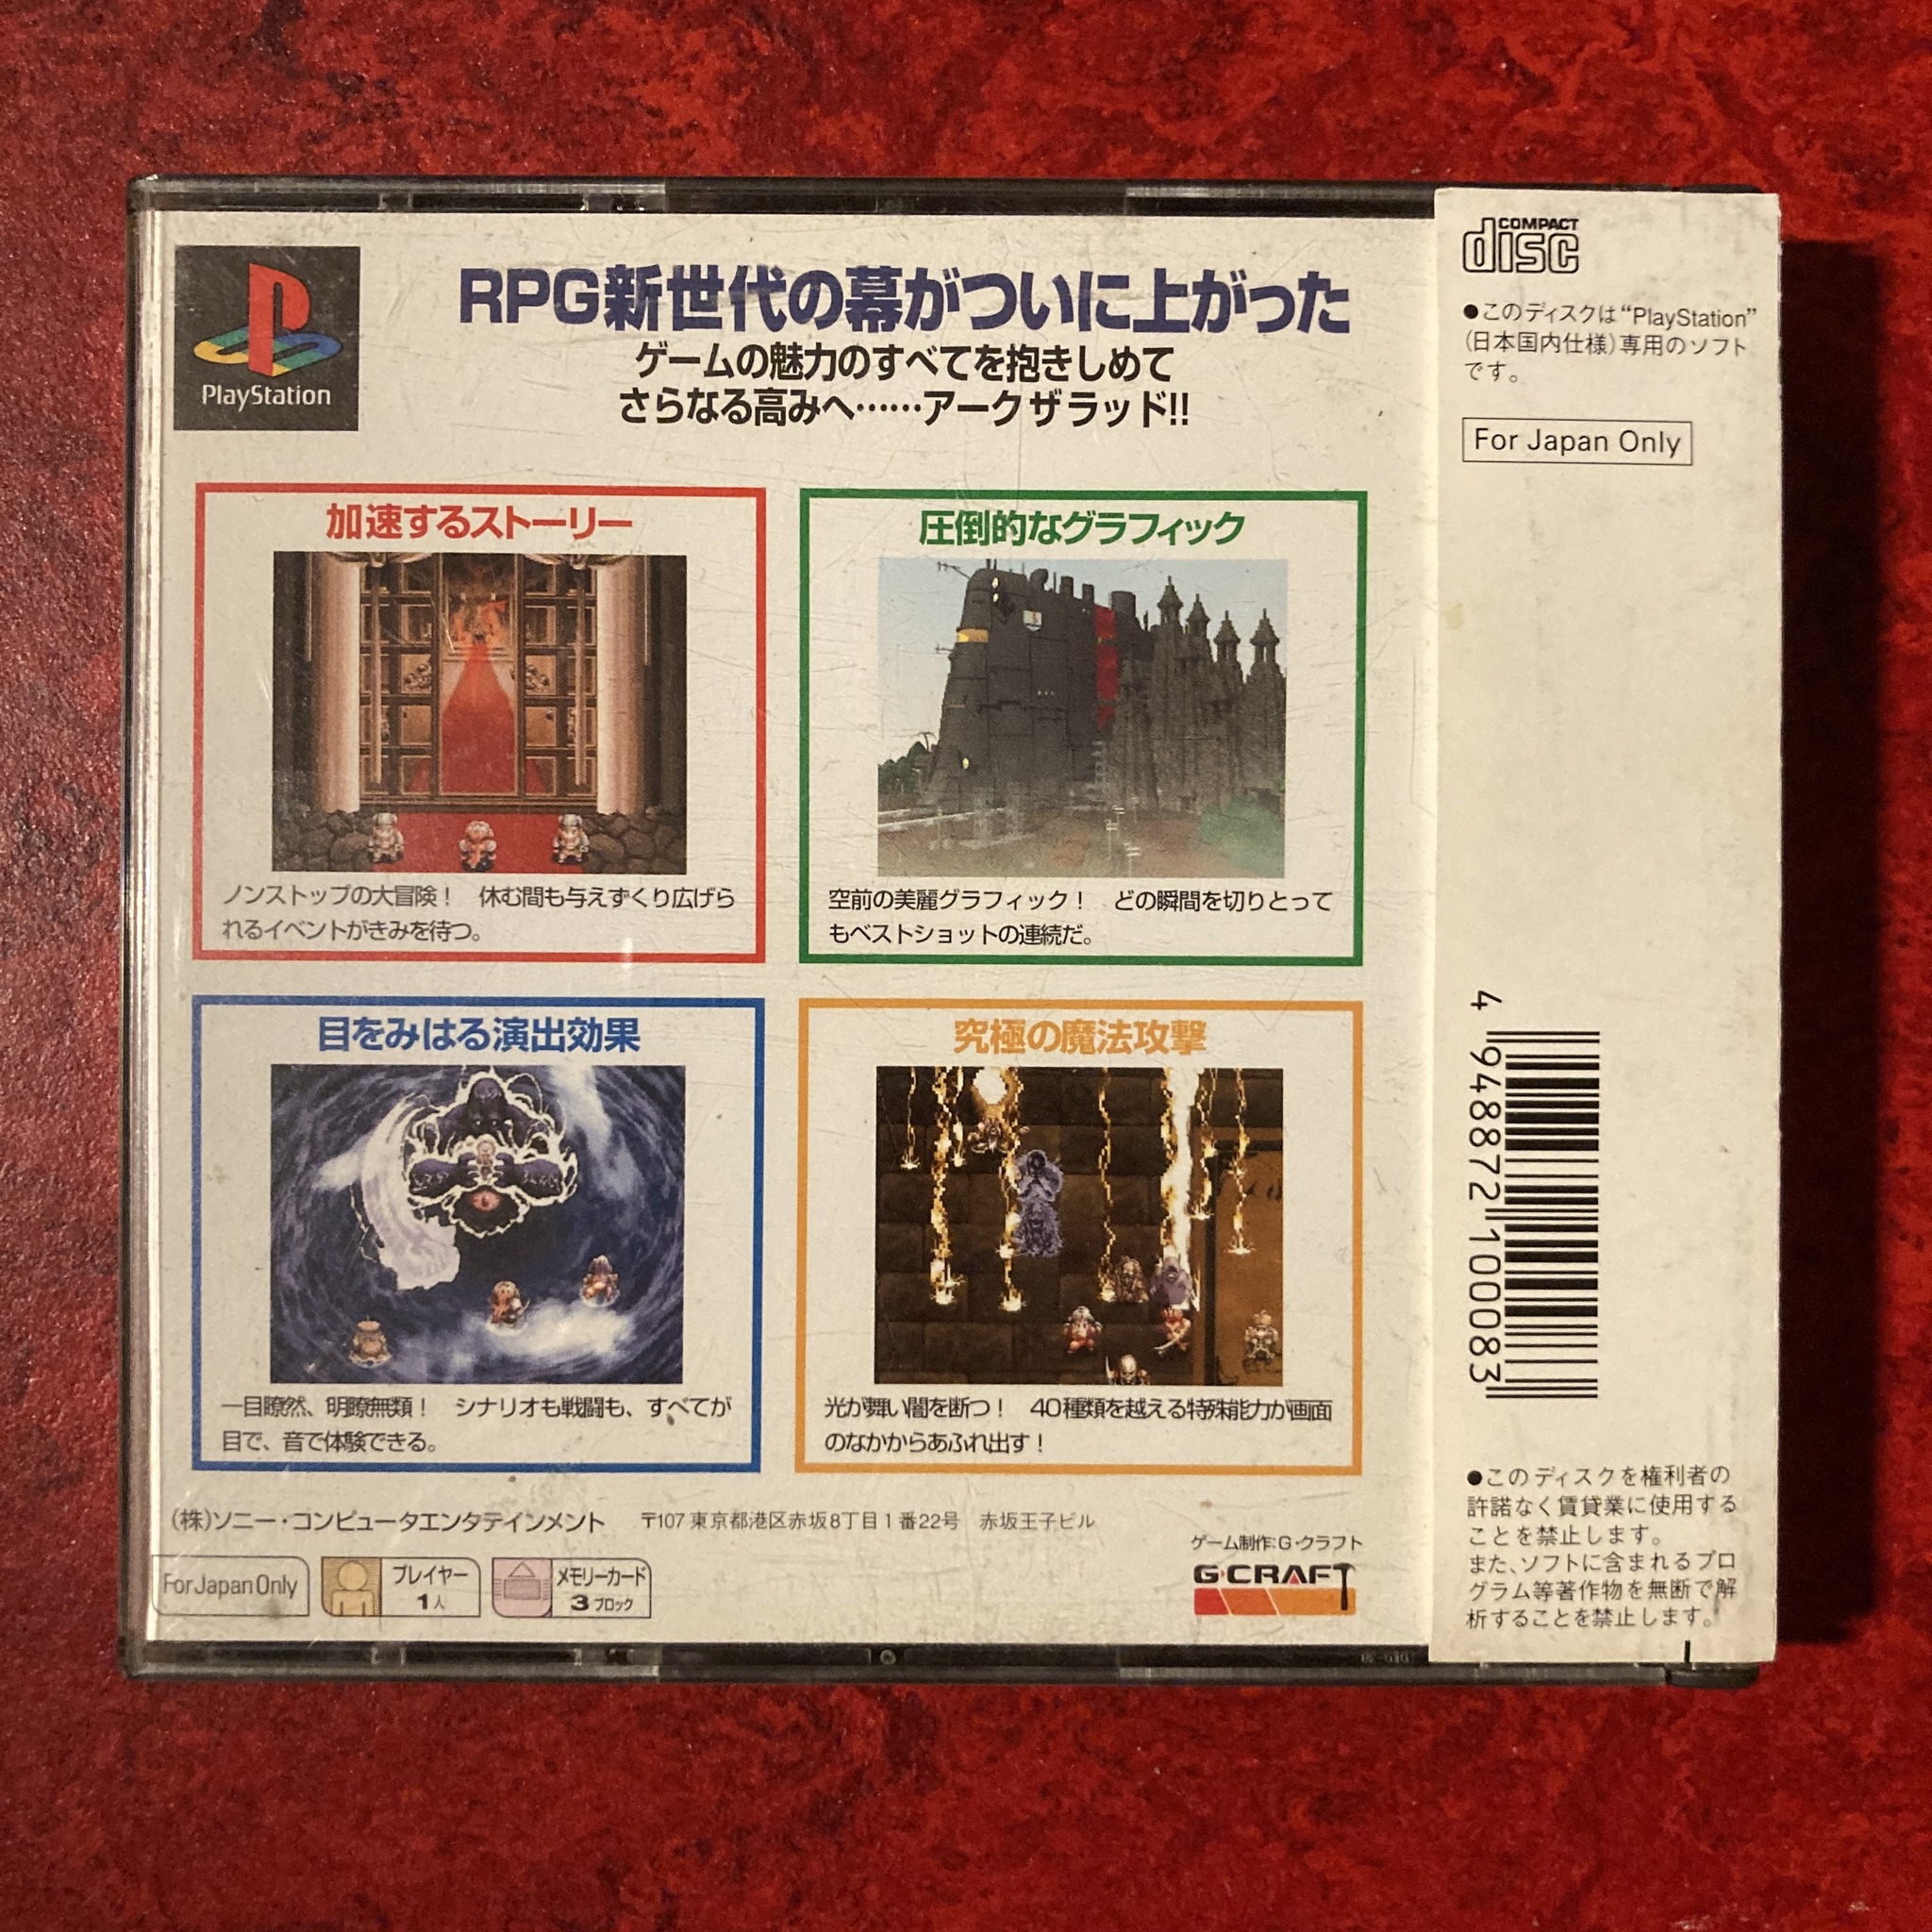 PlayStation
RPG新世代の幕がついに上がった
ゲームの魅力のすべてを抱きしめて
さらなる高みへ……アークザラッド!!
加速するストーリー
ノンストップの大冒険！　休む間も与えずくり広げら
れるイベントがきみを待つ。
圧倒的なグラフィック
空前の美麗グラフィック！　どの瞬間を切りとって
もベストショットの連続だ。
目をみはる演出効果
一目瞭然、明瞭無類！　シナリオも戦闘も、すべてが
目で、音で体験できる。
究極の魔法攻撃
光が舞い闇を断つ！　40種類を越える特殊能力が画面
のなかからあふれ出す！
(株)ソニー・コンピュータエンタテインメント　〒107 東京都港区赤坂8丁目1番22号　赤坂王子ビル
For Japan Only
プレイヤー
1人
メモリーカード
3ブロック
ゲーム制作:G・クラフト
G・CRAFT
COMPACT
disc
●このディスクは“PlayStation”
(日本国内仕様)専用のソフト
です。
For Japan Only
4 948872 100083
●このディスクを権利者の
許諾なく賃貸業に使用する
ことを禁止します。
また、ソフトに含まれるプロ
グラム等著作物を無断で解
析することを禁止します。